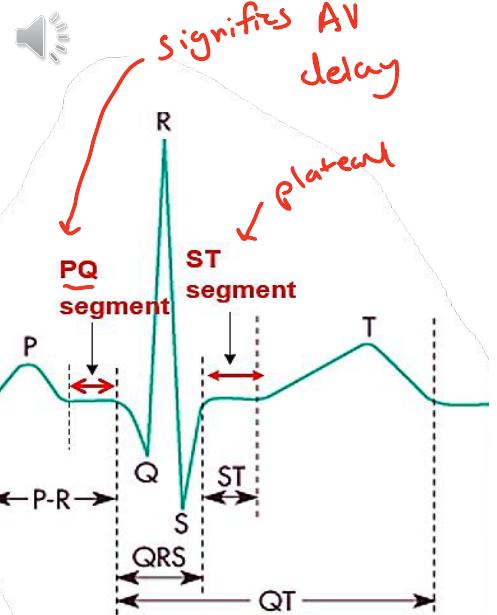 signifies AV
delay
R
plateau
PQ
segment
ST
segment
P
T
Q
ST
P-R
S
QRS
QT